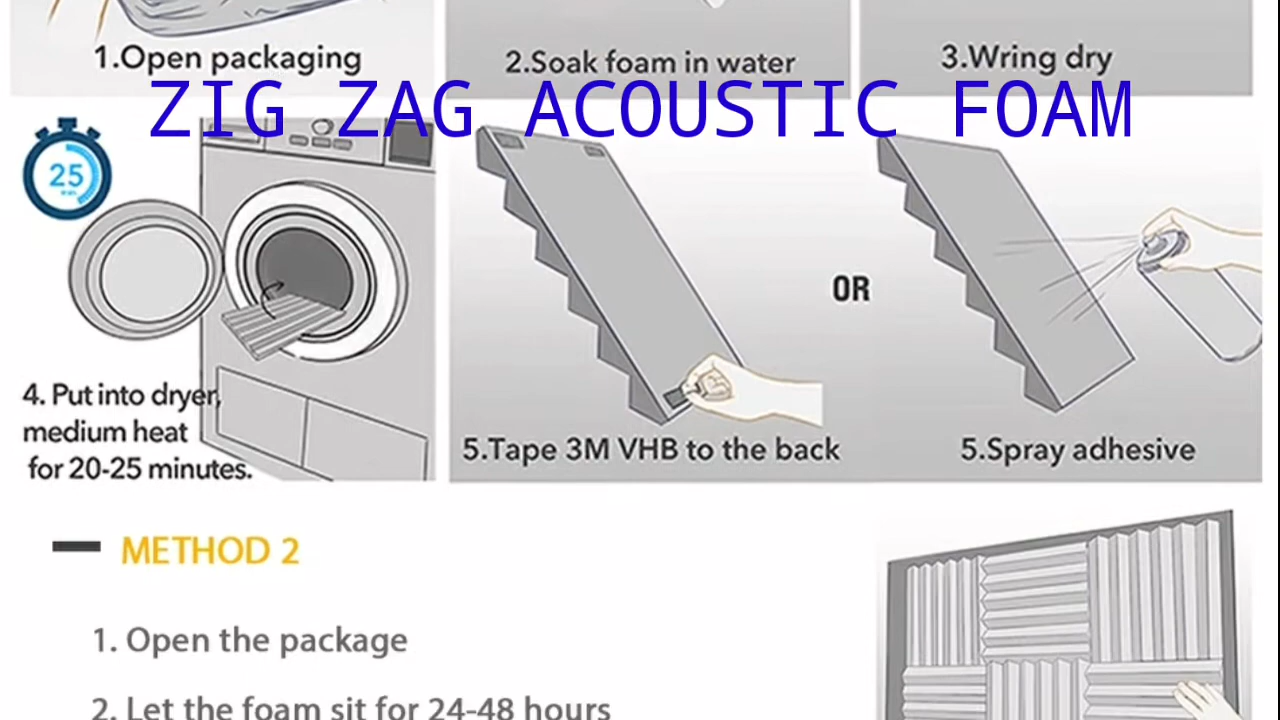 1.Open packaging
2.Soak foam in water
3.Wring dry
ZIG ZAG ACOUSTIC FOAM
25
OR
4. Put into dryer,
medium heat
for 20-25 minutes.
5.Tape 3M VHB to the back
5.Spray adhesive
METHOD 2
1. Open the package
2. Let the foam sit for 24-48 hours